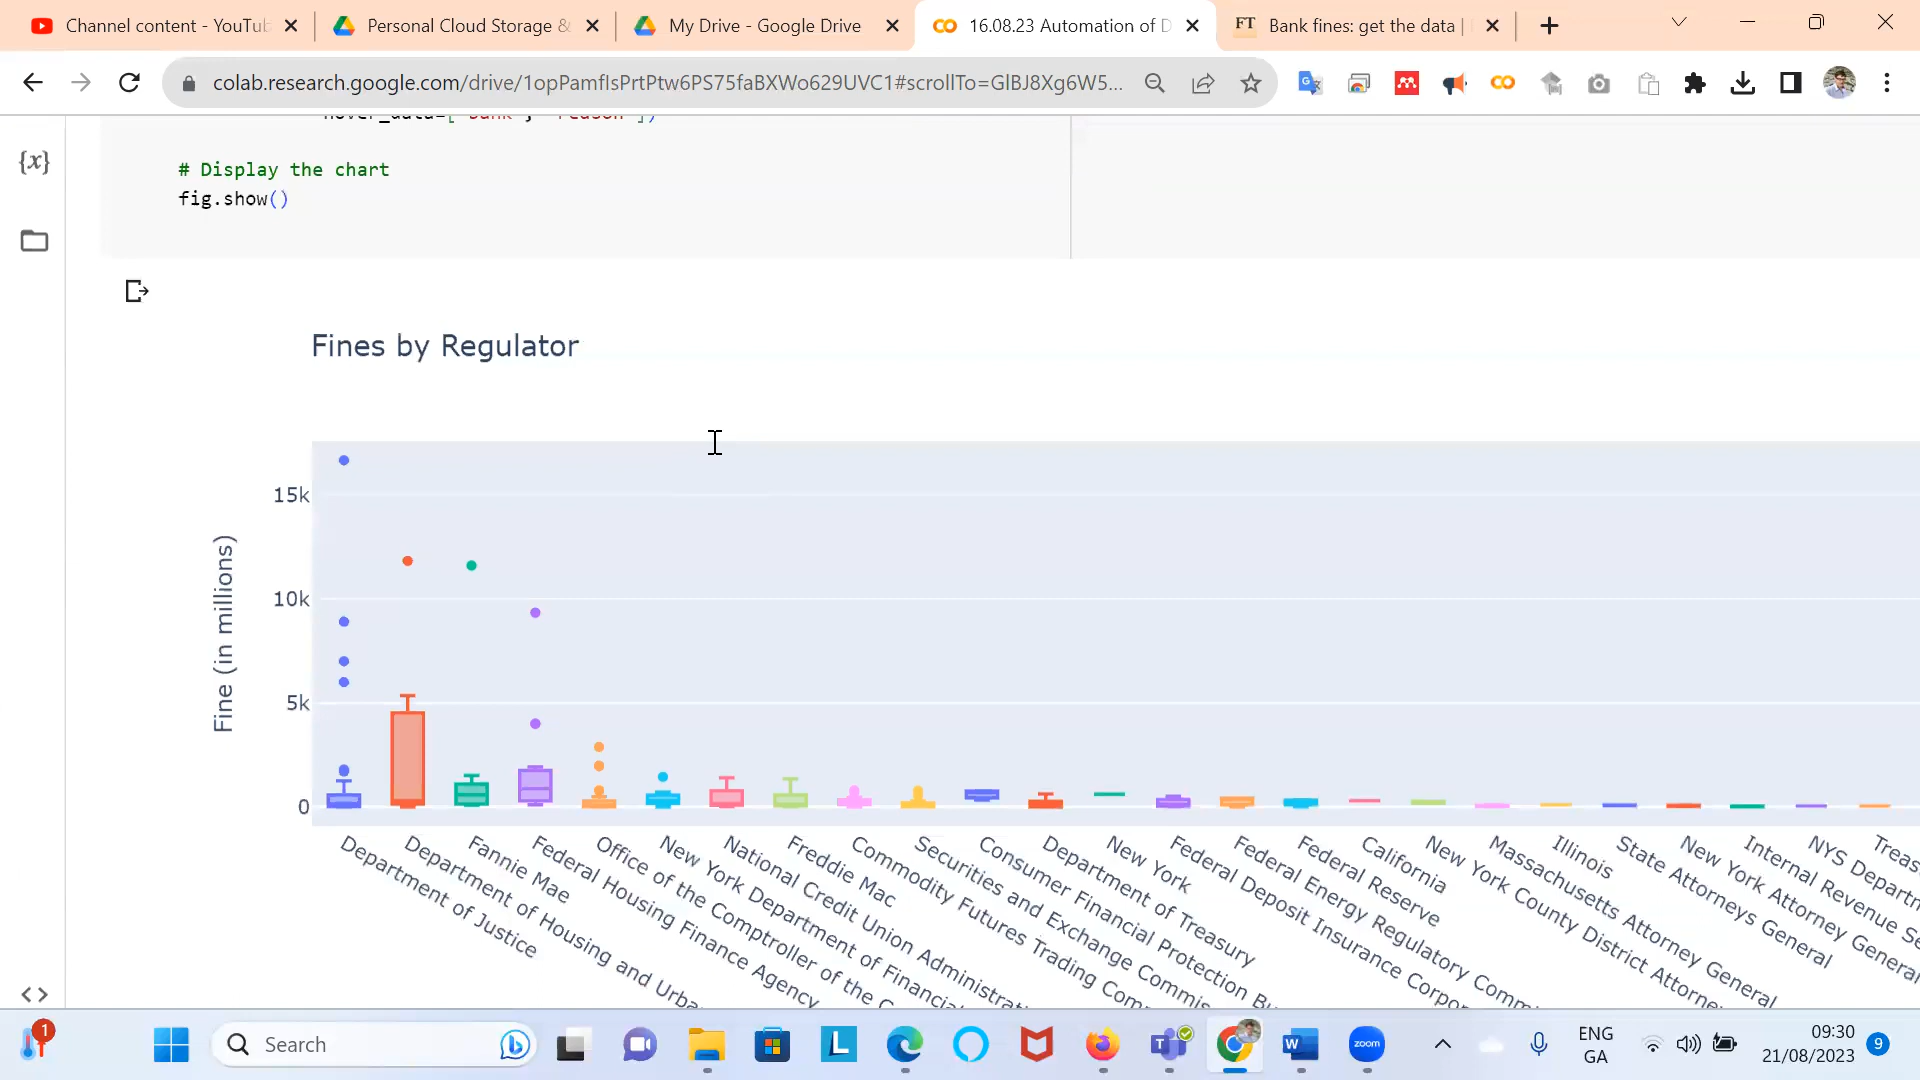 Channel content - YouTub
Personal Cloud Storage &
My Drive - Google Drive
16.08.23 Automation of D
FT
Bank fines: get the data |
colab.research.google.com/drive/1opPamflsPrtPtw6PS75faBXWo629UVC1#scrollTo=GlBJ8Xg6W5...
{x}
# Display the chart
fig.show()
Fines by Regulator
15k
10k
5k
0
Fine (in millions)
Department of Justice
Department of Housing and Urba
Fannie Mae
Federal Housing Finance Agency
Office of the Comptroller of the C
New York Department of Financia
National Credit Union Administrati
Freddie Mac
Commodity Futures Trading Com
Securities and Exchange Commis
Consumer Financial Protection Bu
Department of Treasury
New York
Federal Deposit Insurance Corpo
Federal Energy Regulatory Comm
Federal Reserve
California
New York County District Attorne
Massachusetts Attorney General
Illinois
State Attorneys General
New York Attorney General
Internal Revenue Se
NYS Departm
Treas
1
Search
L
T
W
zoom
ENG
GA
09:30
21/08/2023
9